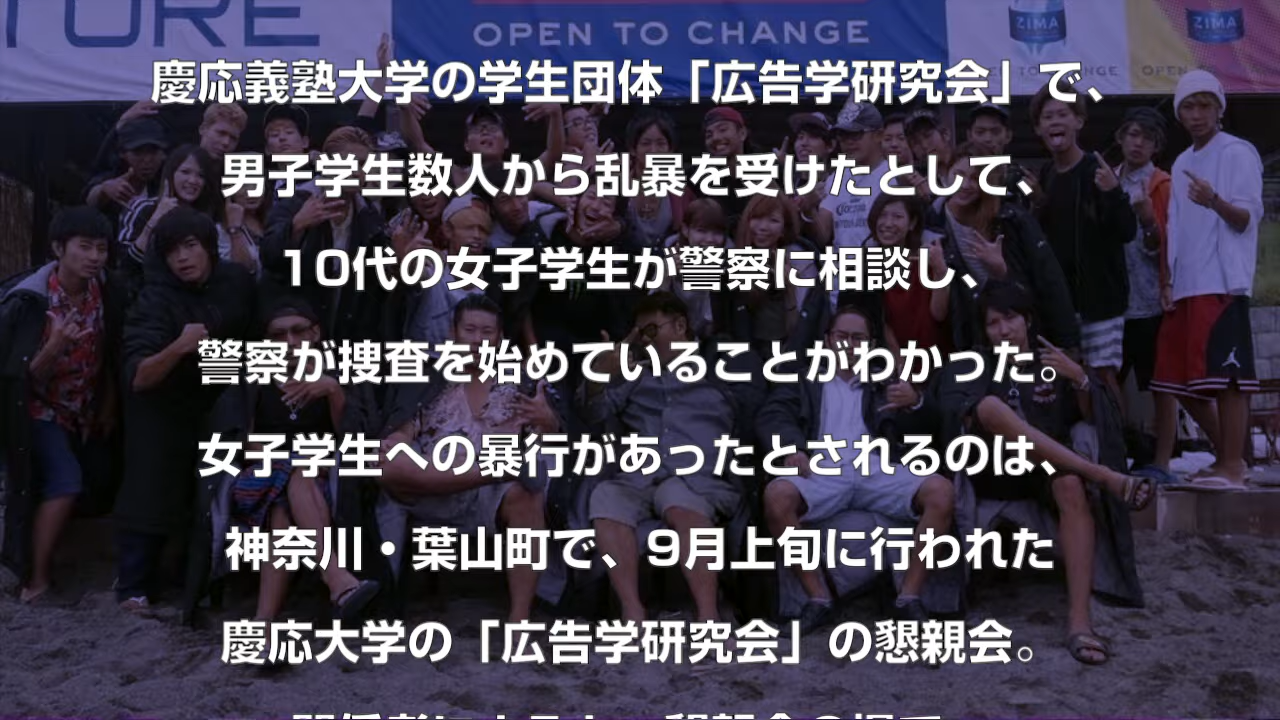 TURE
OPEN TO CHANGE
ZIMA
ZIMA
慶応義塾大学の学生団体「広告学研究会」で、
男子学生数人から乱暴を受けたとして、
10代の女子学生が警察に相談し、
警察が捜査を始めていることがわかった。
女子学生への暴行があったとされるのは、
神奈川・葉山町で、9月上旬に行われた
慶応大学の「広告学研究会」の懇親会。